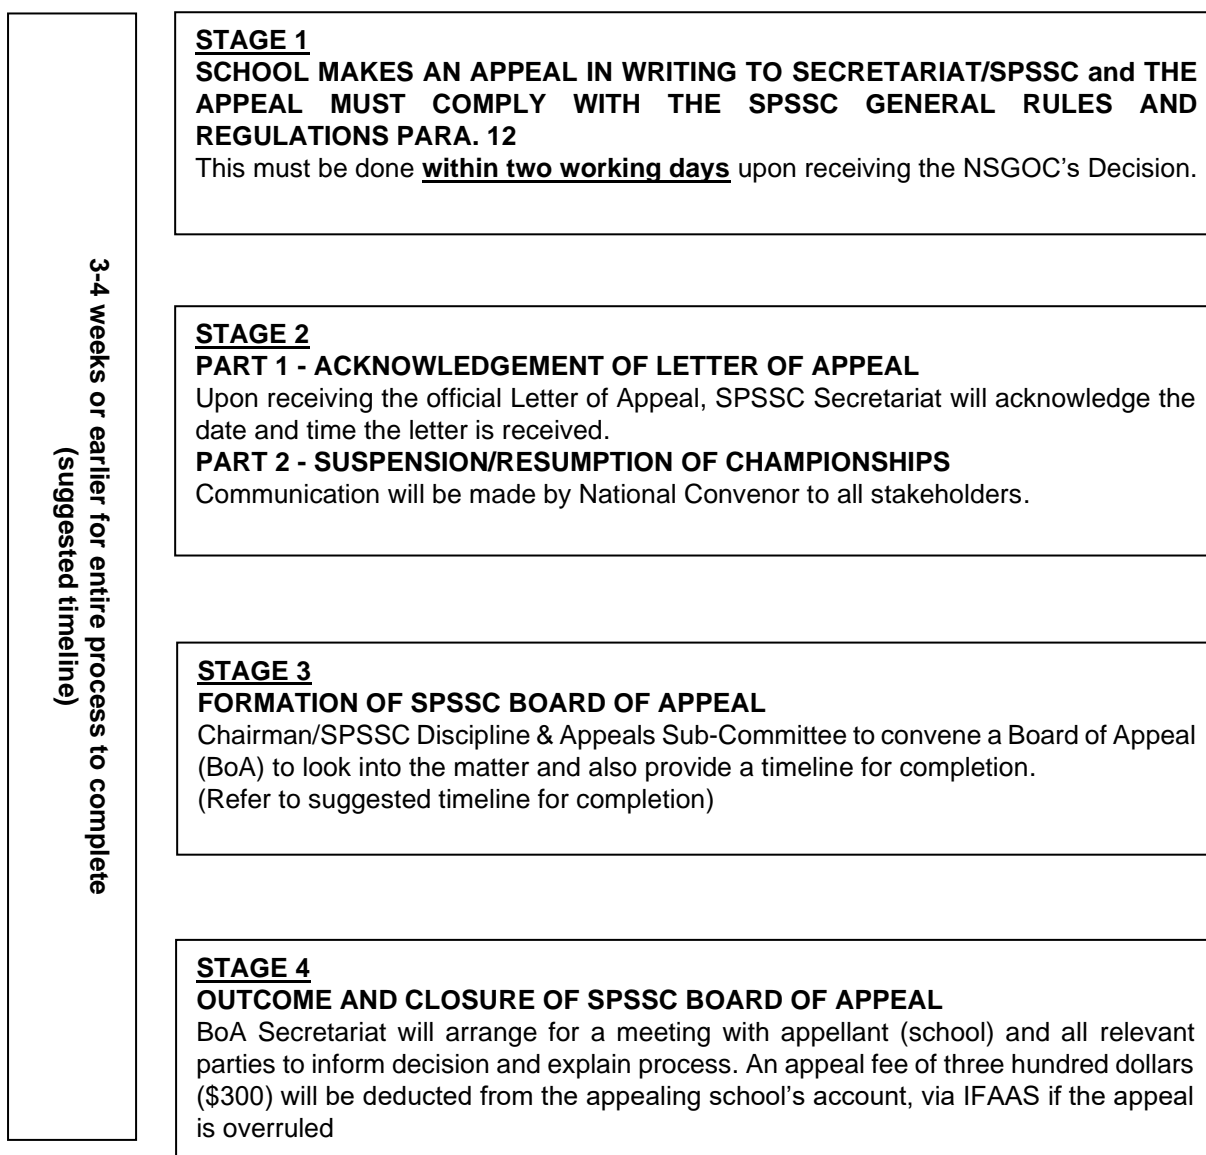 3-4 weeks or earlier for entire process to complete
(suggested timeline)
STAGE 1
SCHOOL MAKES AN APPEAL IN WRITING TO SECRETARIAT/SPSSC and THE
APPEAL MUST COMPLY WITH THE SPSSC GENERAL RULES AND
REGULATIONS PARA. 12
This must be done within two working days upon receiving the NSGOC’s Decision.
STAGE 2
PART 1 - ACKNOWLEDGEMENT OF LETTER OF APPEAL
Upon receiving the official Letter of Appeal, SPSSC Secretariat will acknowledge the
date and time the letter is received.
PART 2 - SUSPENSION/RESUMPTION OF CHAMPIONSHIPS
Communication will be made by National Convenor to all stakeholders.
STAGE 3
FORMATION OF SPSSC BOARD OF APPEAL
Chairman/SPSSC Discipline & Appeals Sub-Committee to convene a Board of Appeal
(BoA) to look into the matter and also provide a timeline for completion.
(Refer to suggested timeline for completion)
STAGE 4
OUTCOME AND CLOSURE OF SPSSC BOARD OF APPEAL
BoA Secretariat will arrange for a meeting with appellant (school) and all relevant
parties to inform decision and explain process. An appeal fee of three hundred dollars
($300) will be deducted from the appealing school’s account, via IFAAS if the appeal
is overruled